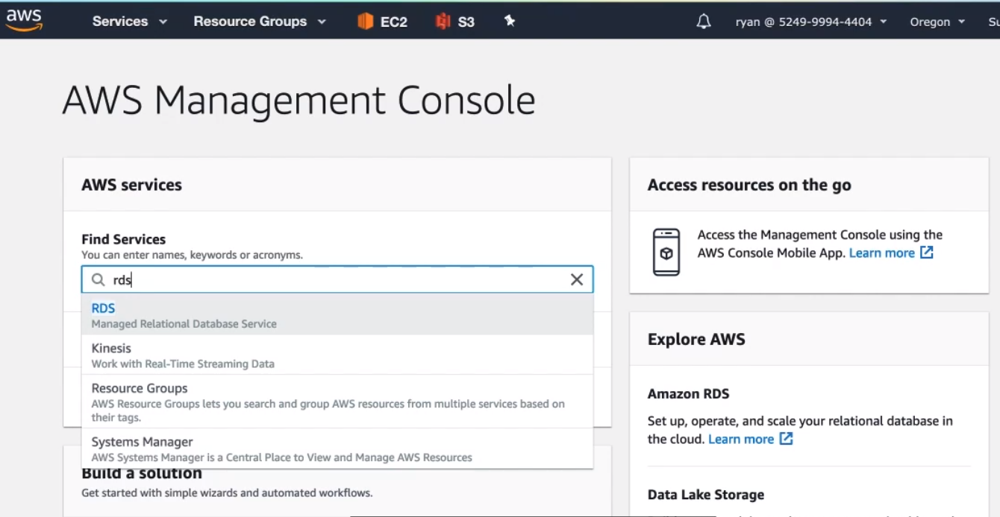 aws
Services
Resource Groups
EC2
S3
ryan @ 5249-9994-4404
Oregon
AWS Management Console
AWS services
Find Services
You can enter names, keywords or acronyms.
rds
RDS
Managed Relational Database Service
Kinesis
Work with Real-Time Streaming Data
Resource Groups
AWS Resource Groups lets you search and group AWS resources from multiple services based on
their tags.
Systems Manager
AWS Systems Manager is a Central Place to View and Manage AWS Resources
Build a solution
Get started with simple wizards and automated workflows.
Access resources on the go
Access the Management Console using the
AWS Console Mobile App. Learn more
Explore AWS
Amazon RDS
Set up, operate, and scale your relational database in
the cloud. Learn more
Data Lake Storage